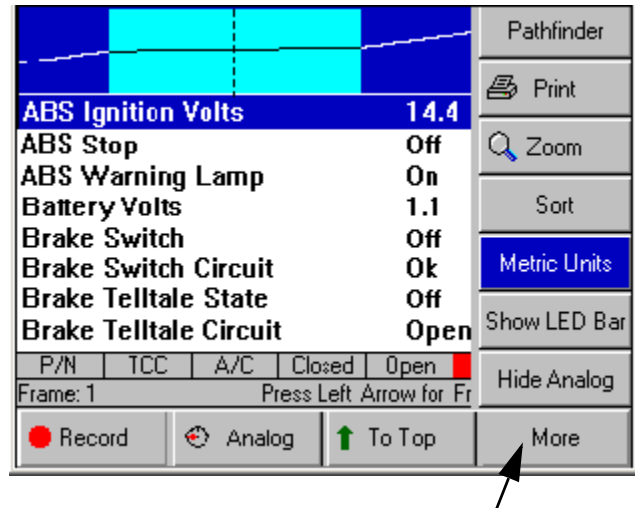 ABS Ignition Volts 14.4
ABS Stop Off
ABS Warning Lamp On
Battery Volts 1.1
Brake Switch Off
Brake Switch Circuit Ok
Brake Telltale State Off
Brake Telltale Circuit Open
P/N TCC A/C Closed Open
Frame: 1 Press Left Arrow for Fr
Record Analog To Top More
Pathfinder
Print
Zoom
Sort
Metric Units
Show LED Bar
Hide Analog